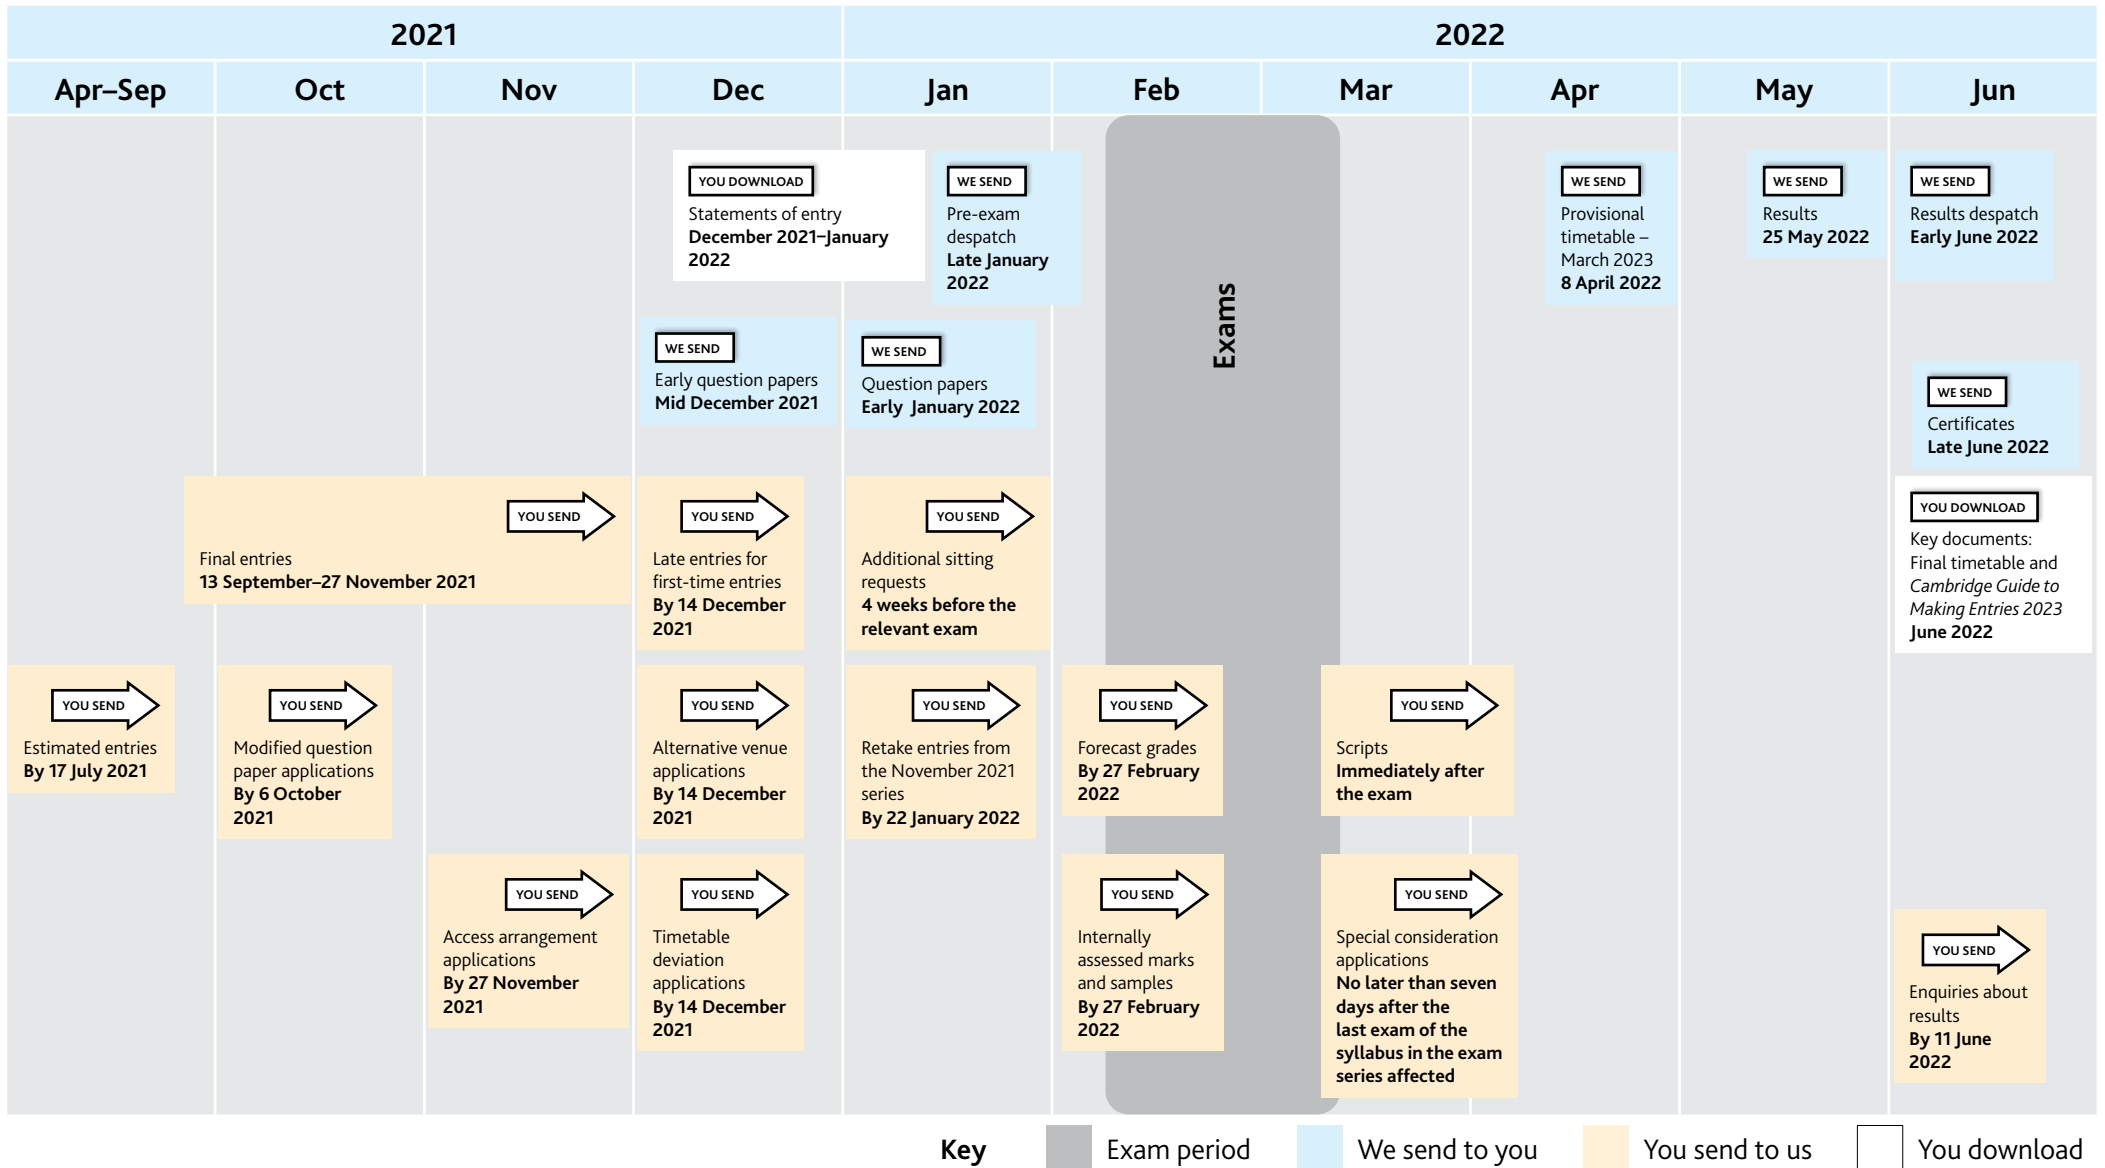 2021
2022
Apr–Sep
Oct
Nov
Dec
Jan
Feb
Mar
Apr
May
Jun
YOU DOWNLOAD
Statements of entry
December 2021–January
2022
WE SEND
Pre-exam
despatch
Late January
2022
WE SEND
Provisional
timetable –
March 2023
8 April 2022
WE SEND
Results
25 May 2022
WE SEND
Results despatch
Early June 2022
Exams
WE SEND
Early question papers
Mid December 2021
WE SEND
Question papers
Early January 2022
WE SEND
Certificates
Late June 2022
YOU SEND
Final entries
13 September–27 November 2021
YOU SEND
Late entries for
first-time entries
By 14 December
2021
YOU SEND
Additional sitting
requests
4 weeks before the
relevant exam
YOU DOWNLOAD
Key documents:
Final timetable and
Cambridge Guide to
Making Entries 2023
June 2022
YOU SEND
Estimated entries
By 17 July 2021
YOU SEND
Modified question
paper applications
By 6 October
2021
YOU SEND
Alternative venue
applications
By 14 December
2021
YOU SEND
Retake entries from
the November 2021
series
By 22 January 2022
YOU SEND
Forecast grades
By 27 February
2022
YOU SEND
Scripts
Immediately after
the exam
YOU SEND
Access arrangement
applications
By 27 November
2021
YOU SEND
Timetable
deviation
applications
By 14 December
2021
YOU SEND
Internally
assessed marks
and samples
By 27 February
2022
YOU SEND
Special consideration
applications
No later than seven
days after the
last exam of the
syllabus in the exam
series affected
YOU SEND
Enquiries about
results
By 11 June
2022
Key
Exam period
We send to you
You send to us
You download